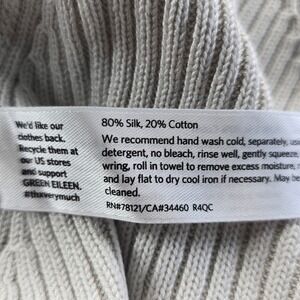 We'd like our
clothes back.
Recycle them at
our US stores
and support
GREEN EILEEN.
#thxverymuch
80% Silk, 20% Cotton
We recommend hand wash cold, separately,
detergent, no bleach, rinse well, gently squeeze,
wring, roll in towel to remove excess moisture,
and lay flat to dry cool iron if necessary. May be
cleaned.
RN#78121/CA#34460 R4QC